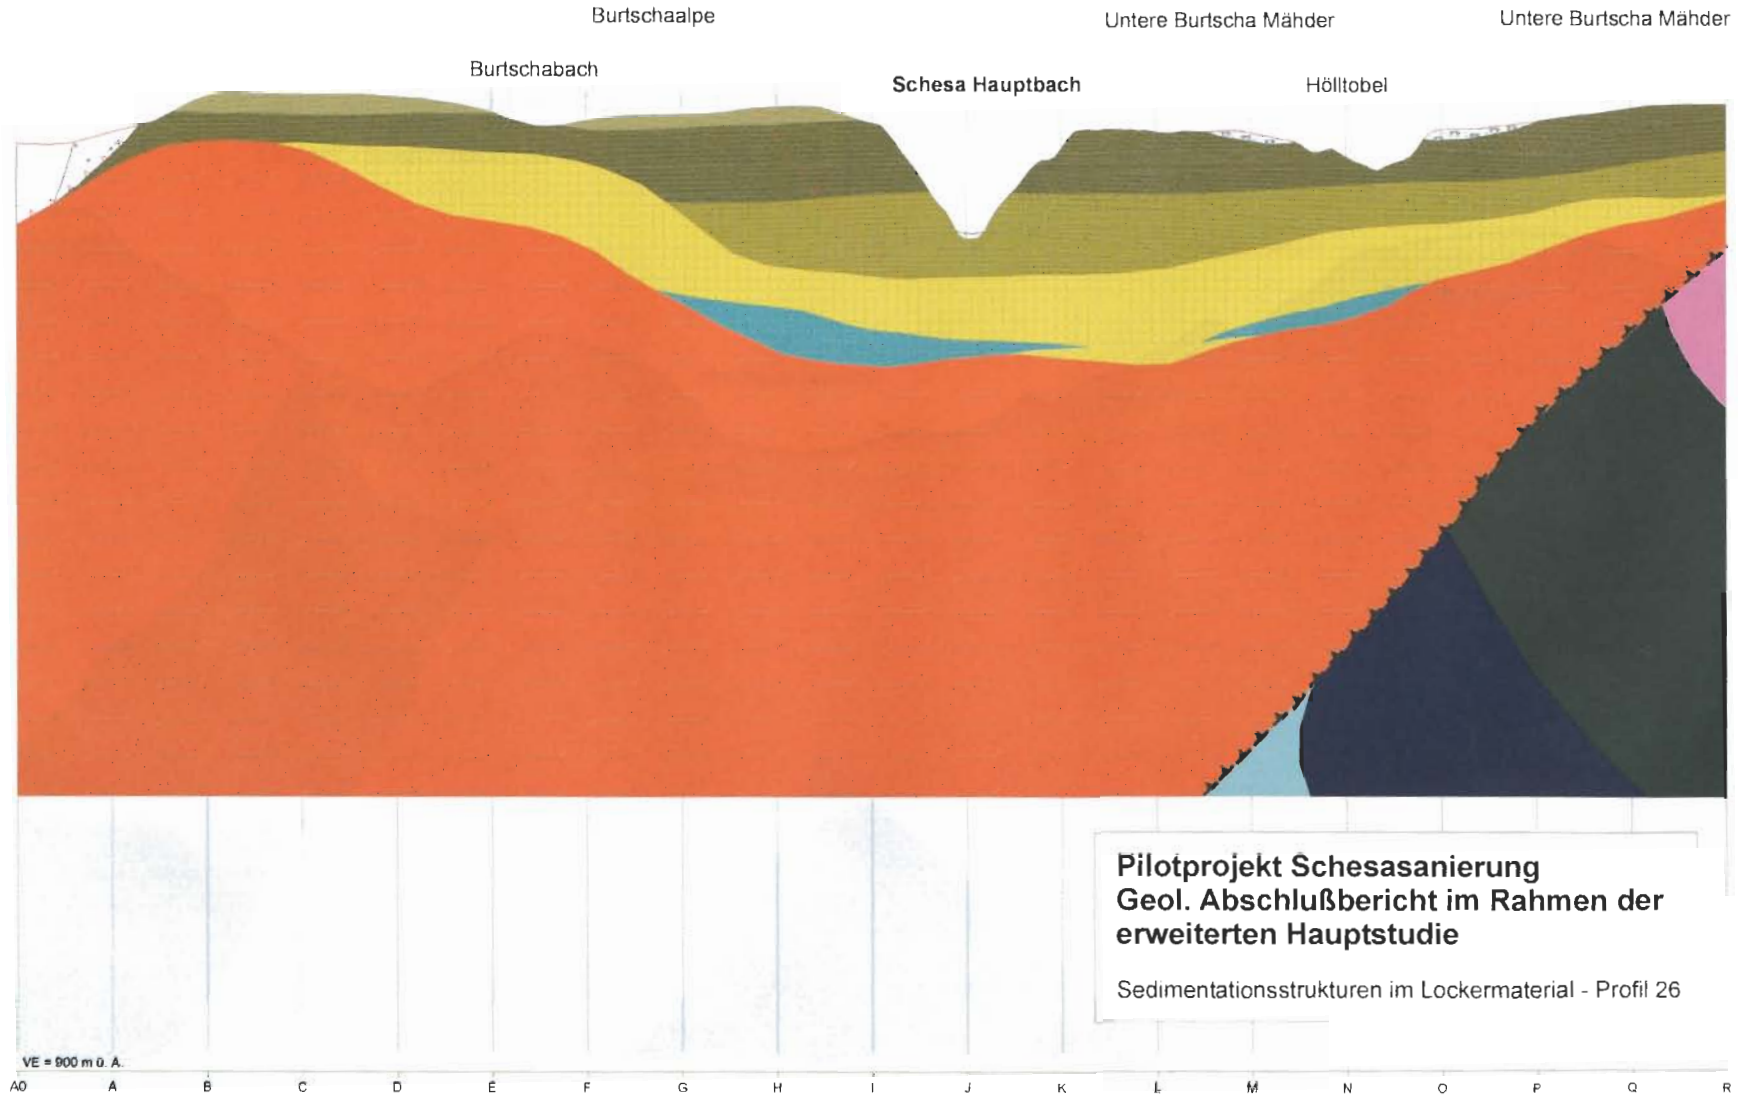 Burtschaalpe
Untere Burtscha Mähder
Untere Burtscha Mähder
Burtschabach
Schesa Hauptbach
Hölltobel
Pilotprojekt Schesasanierung
Geol. Abschlußbericht im Rahmen der
erweiterten Hauptstudie
Sedimentationsstrukturen im Lockermaterial - Profil 26
VE = 900 m ü. A.
A0 A B C D E F G H I J K L M N O P Q R